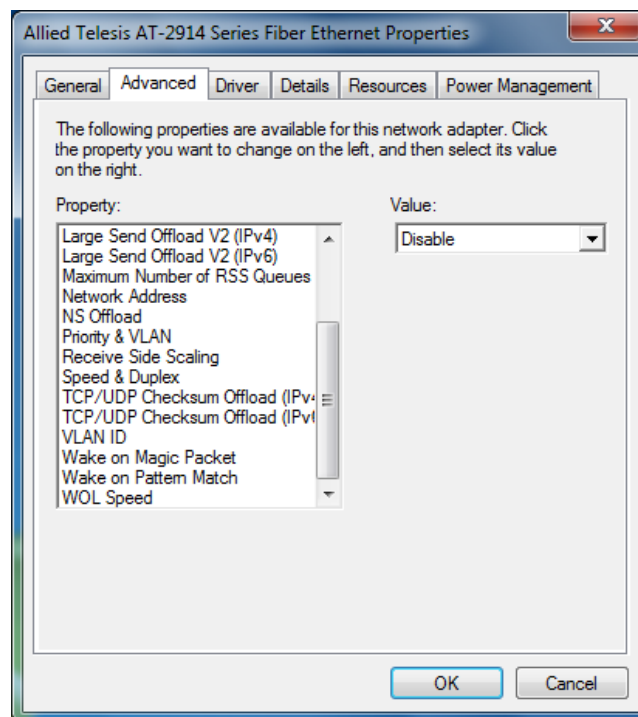 Allied Telesis AT-2914 Series Fiber Ethernet Properties
General Advanced Driver Details Resources Power Management
The following properties are available for this network adapter. Click
the property you want to change on the left, and then select its value
on the right.
Property:
Value:
Large Send Offload V2 (IPv4)
Large Send Offload V2 (IPv6)
Maximum Number of RSS Queues
Network Address
NS Offload
Priority & VLAN
Receive Side Scaling
Speed & Duplex
TCP/UDP Checksum Offload (IPv4
TCP/UDP Checksum Offload (IPv6
VLAN ID
Wake on Magic Packet
Wake on Pattern Match
WOL Speed
Disable
OK Cancel